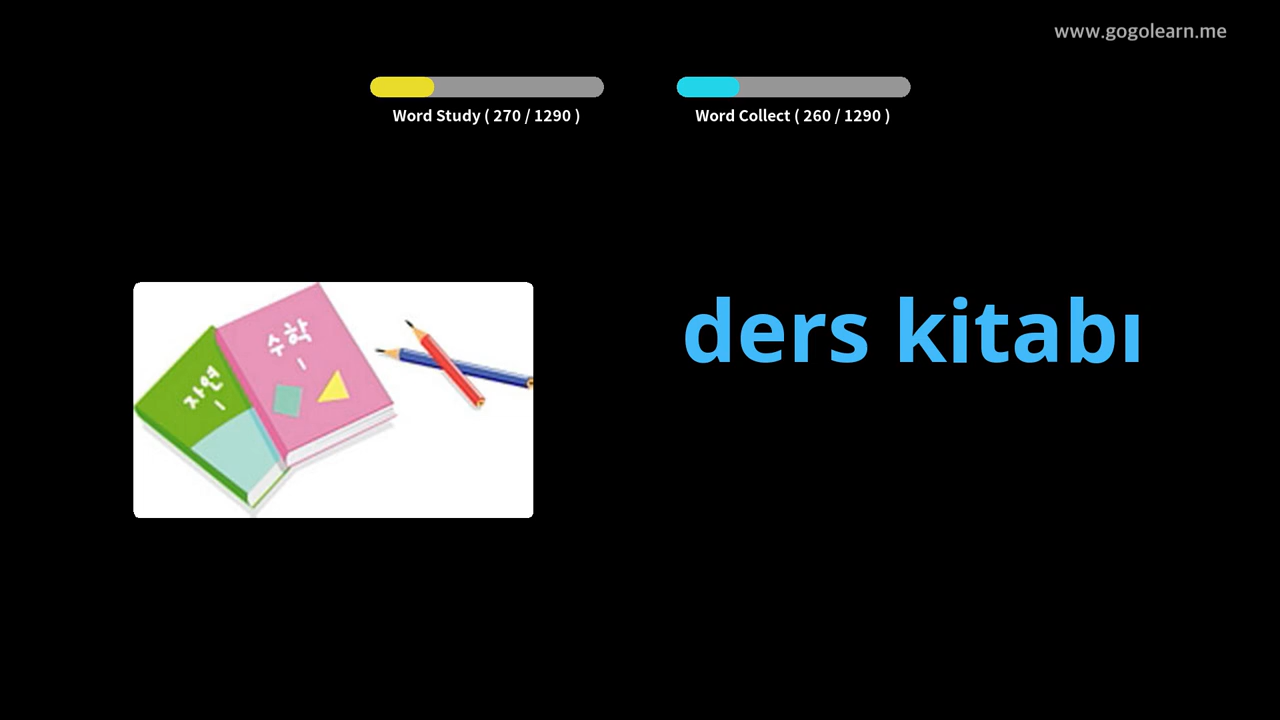 www.gogolearn.me
Word Study ( 270 / 1290 )
Word Collect ( 260 / 1290 )
수학
1
자연
1
ders kitabı